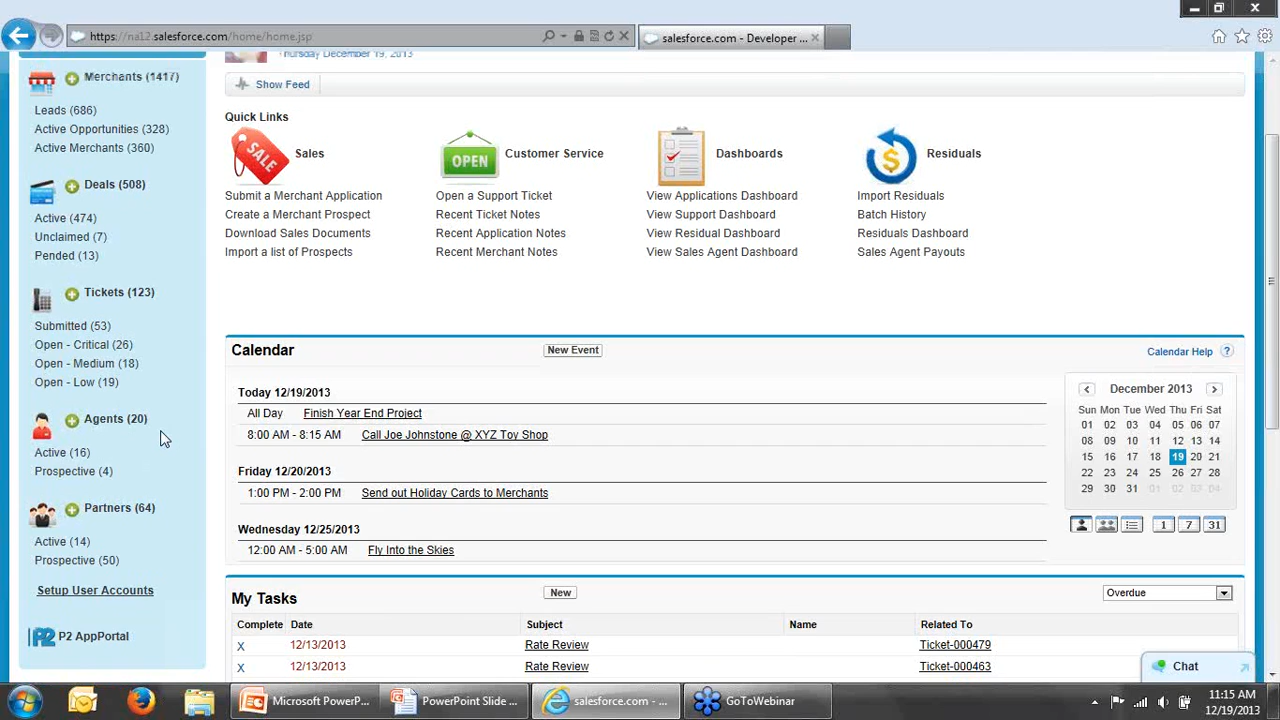 https://na12.salesforce.com/home/home.jsp
salesforce.com - Developer ...
Thursday December 19, 2013
Merchants (1417)
Leads (686)
Active Opportunities (328)
Active Merchants (360)
Deals (508)
Active (474)
Unclaimed (7)
Pended (13)
Tickets (123)
Submitted (53)
Open - Critical (26)
Open - Medium (18)
Open - Low (19)
Agents (20)
Active (16)
Prospective (4)
Partners (64)
Active (14)
Prospective (50)
Setup User Accounts
P2 P2 AppPortal
Show Feed
Quick Links
SALE Sales
Submit a Merchant Application
Create a Merchant Prospect
Download Sales Documents
Import a list of Prospects
OPEN Customer Service
Open a Support Ticket
Recent Ticket Notes
Recent Application Notes
Recent Merchant Notes
Dashboards
View Applications Dashboard
View Support Dashboard
View Residual Dashboard
View Sales Agent Dashboard
$ Residuals
Import Residuals
Batch History
Residuals Dashboard
Sales Agent Payouts
Calendar New Event Calendar Help ?
Today 12/19/2013
All Day Finish Year End Project
8:00 AM - 8:15 AM Call Joe Johnstone @ XYZ Toy Shop
Friday 12/20/2013
1:00 PM - 2:00 PM Send out Holiday Cards to Merchants
Wednesday 12/25/2013
12:00 AM - 5:00 AM Fly Into the Skies
December 2013
Sun Mon Tue Wed Thu Fri Sat
01 02 03 04 05 06 07
08 09 10 11 12 13 14
15 16 17 18 19 20 21
22 23 24 25 26 27 28
29 30 31 01 02 03 04
1 7 31
My Tasks New Overdue
Complete Date Subject Name Related To
X 12/13/2013 Rate Review Ticket-000479
X 12/13/2013 Rate Review Ticket-000463
Chat
Microsoft PowerP...
PowerPoint Slide ...
salesforce.com - ...
GoToWebinar
11:15 AM
12/19/2013